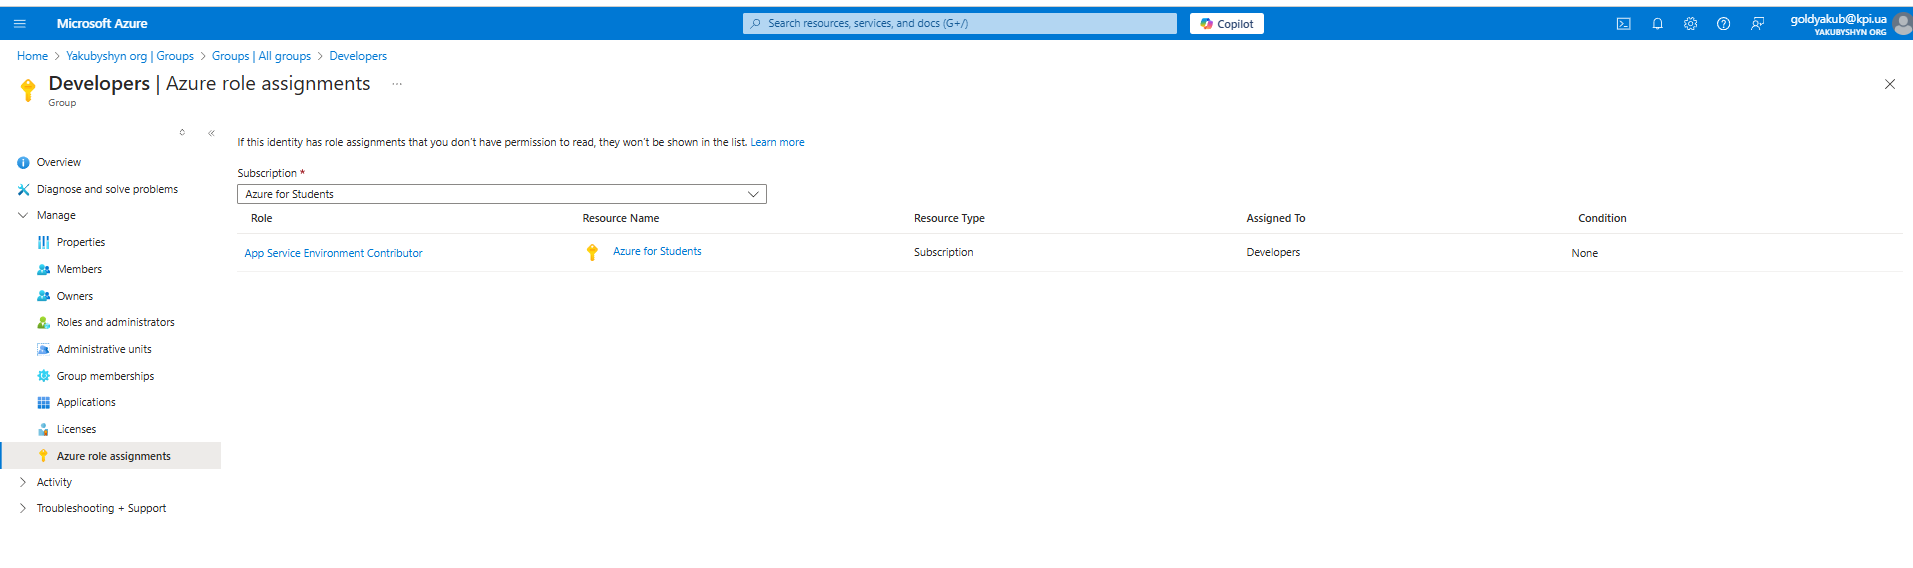 Microsoft Azure
Search resources, services, and docs (G+/)
Copilot
goldyakub@kpi.ua
YAKUBYSHYN ORG
Home > Yakubyshyn org | Groups > Groups | All groups > Developers
Developers | Azure role assignments ...
Group
If this identity has role assignments that you don't have permission to read, they won't be shown in the list. Learn more
Overview
Diagnose and solve problems
Manage
Properties
Members
Owners
Roles and administrators
Administrative units
Group memberships
Applications
Licenses
Azure role assignments
Activity
Troubleshooting + Support
Subscription *
Azure for Students
Role Resource Name Resource Type Assigned To Condition
App Service Environment Contributor Azure for Students Subscription Developers None